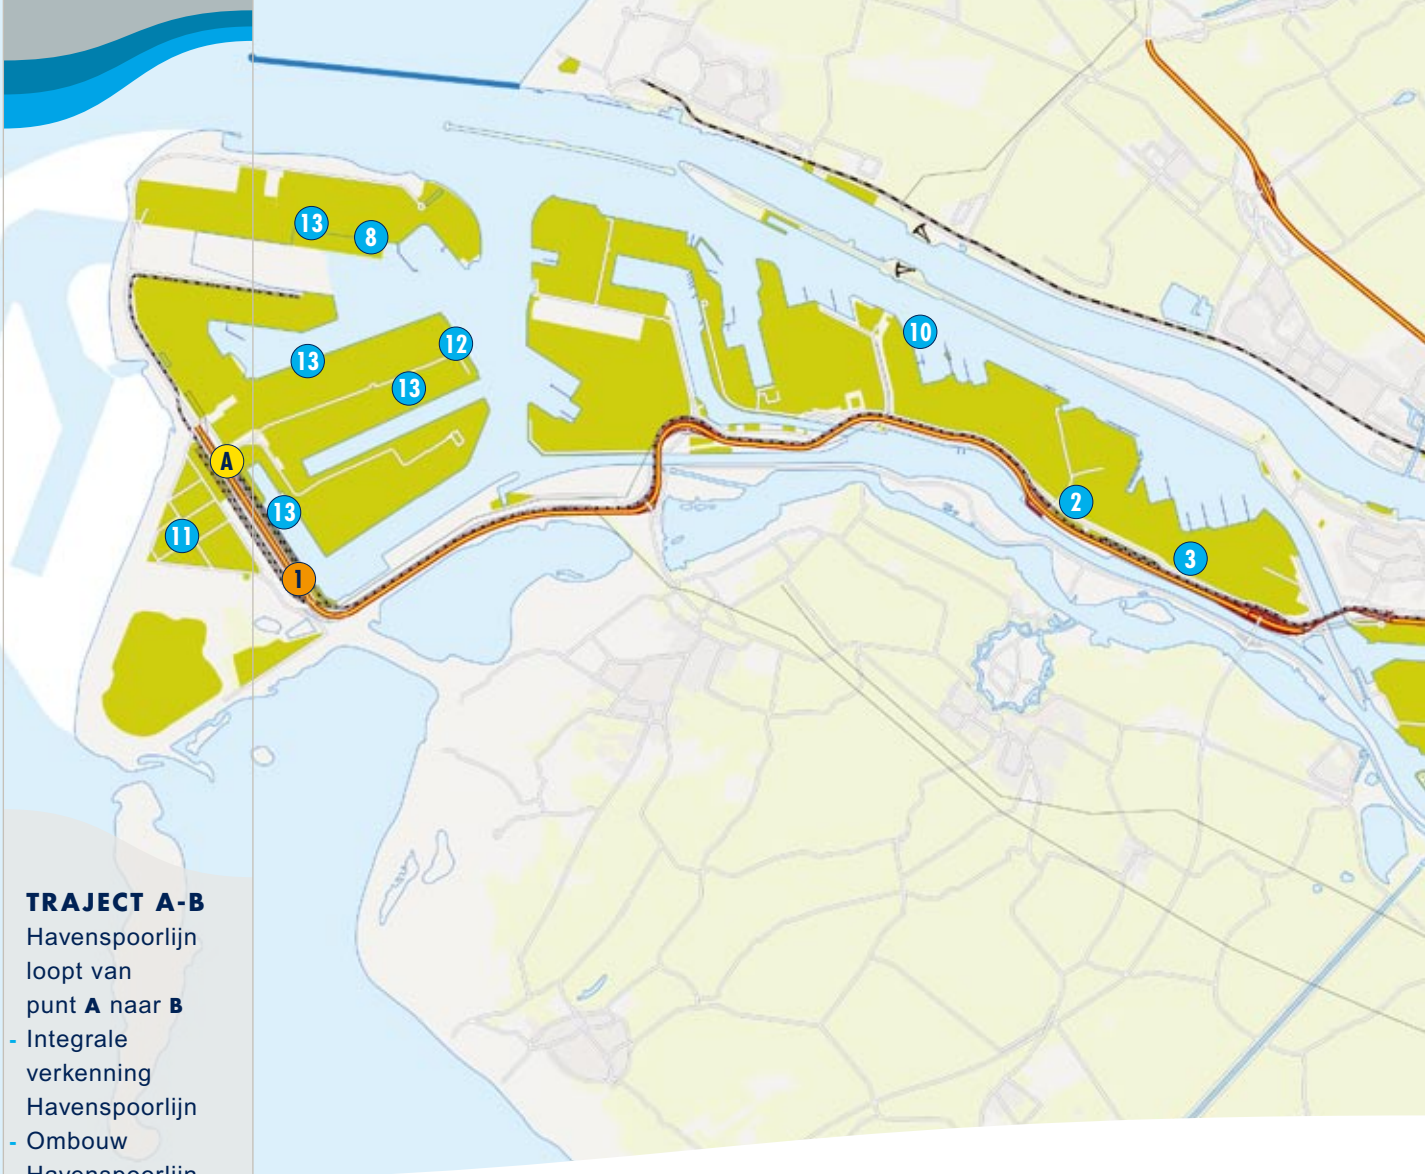 13
8
10
12
13
13
A
13
11
2
3
1
TRAJECT A-B
Havenspoorlijn
loopt van
punt A naar B
- Integrale
verkenning
Havenspoorlijn
- Ombouw
Havenspoorlijn